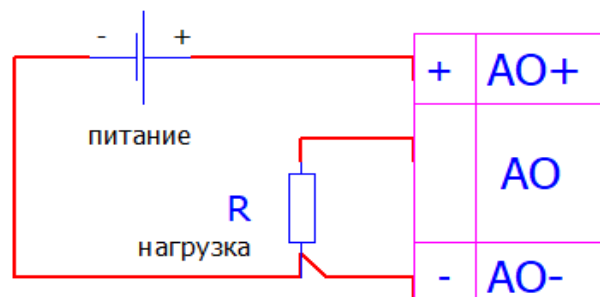 - +
+ AO+
питание
AO
R
нагрузка
- AO-